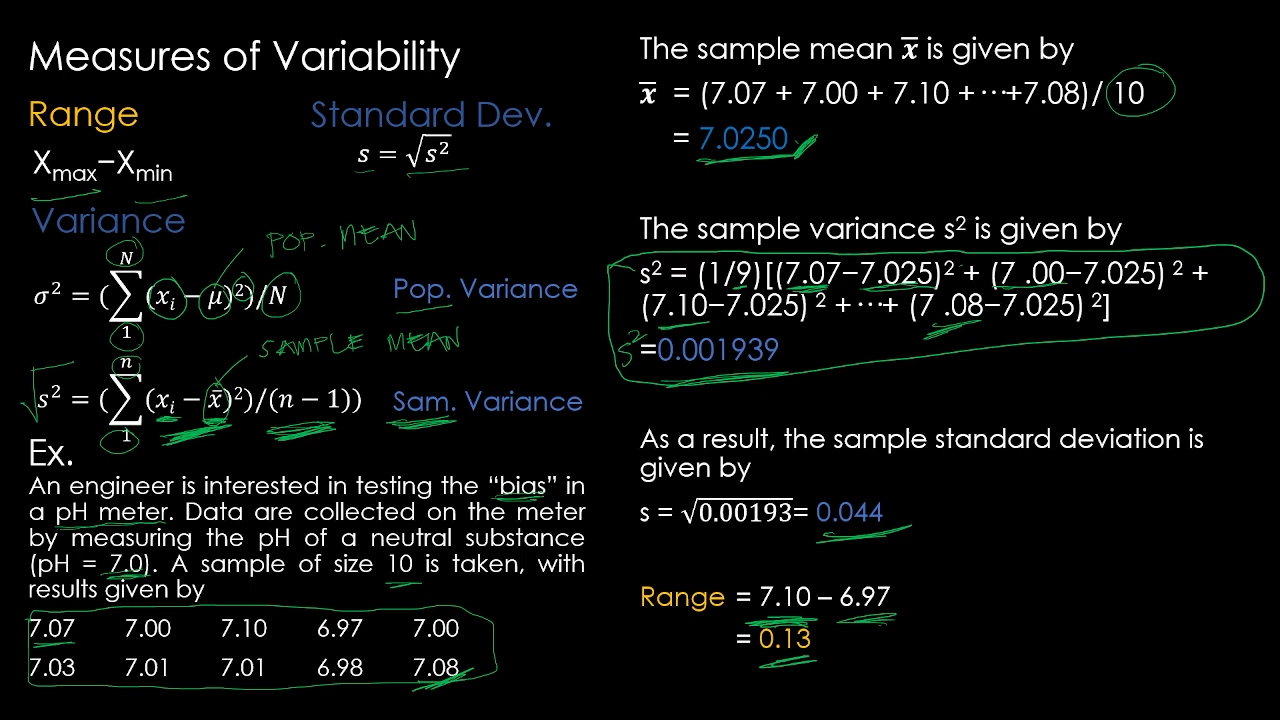 Measures of Variability
Range
Xmax–Xmin
Standard Dev.
s = √s²
Variance
POP. MEAN
σ² = (∑₁ᴺ(xᵢ − μ)²)/N
Pop. Variance
SAMPLE MEAN
√s² = (∑₁ⁿ(xᵢ − x̄)²)/(n − 1))
Sam. Variance
Ex.
An engineer is interested in testing the “bias” in
a pH meter. Data are collected on the meter
by measuring the pH of a neutral substance
(pH = 7.0). A sample of size 10 is taken, with
results given by
7.07 7.00 7.10 6.97 7.00
7.03 7.01 7.01 6.98 7.08
The sample mean x̄ is given by
x̄ = (7.07 + 7.00 + 7.10 +⋯+7.08)/ 10
= 7.0250
The sample variance s² is given by
s² = (1/9)[(7.07−7.025)² + (7 .00−7.025) ² +
(7.10−7.025) ² +⋯+ (7 .08−7.025) ²]
s² =0.001939
As a result, the sample standard deviation is
given by
s = √0.00193= 0.044
Range = 7.10 – 6.97
= 0.13